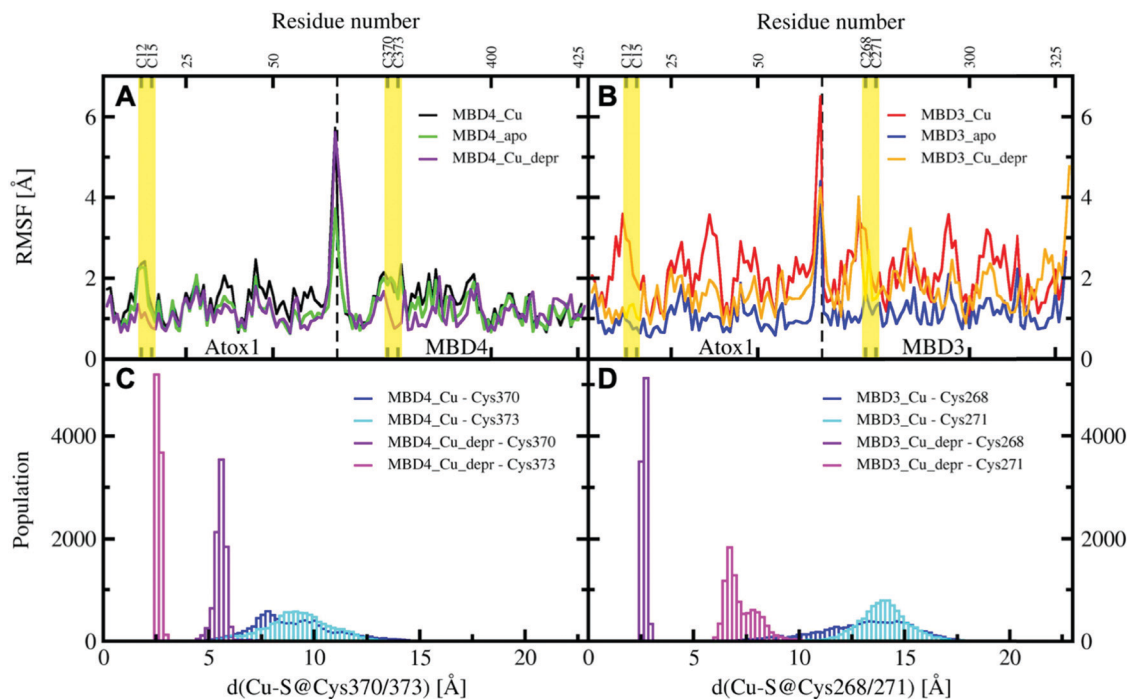 Residue number Residue number
C12 C15 25 50 C370 C373 400 425 C12 C15 25 50 C268 C271 300 325
A B
MBD4_Cu MBD3_Cu
MBD4_apo MBD3_apo
MBD4_Cu_depr MBD3_Cu_depr
RMSF [Å]
6 6
4 4
2 2
0 0
Atox1 MBD4 Atox1 MBD3
C D
MBD4_Cu - Cys370 MBD3_Cu - Cys268
MBD4_Cu - Cys373 MBD3_Cu - Cys271
MBD4_Cu_depr - Cys370 MBD3_Cu_depr - Cys268
MBD4_Cu_depr - Cys373 MBD3_Cu_depr - Cys271
Population
4000 4000
2000 2000
0 0
0 5 10 15 20 0 5 10 15 20
d(Cu-S@Cys370/373) [Å] d(Cu-S@Cys268/271) [Å]